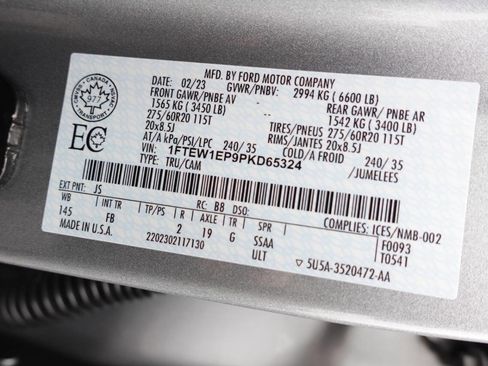 MFD. BY FORD MOTOR COMPANY
02/23 GVWR/PNBV: 2994 KG ( 6600 LB)
FRONT GAWR/PNBE AV REAR GAWR/ PNBE AR
1565 KG ( 3450 LB) 1542 KG ( 3400 LB)
275/60R20 115T TIRES/PNEUS 275/60R20 115T
20x8.5J RIMS/JANTES 20x8.5J
AT/A kPa/PSI/LPC 240/ 35 COLD/A FROID 240/ 35
VIN: 1FTEW1EP9PKD65324 /JUMELEES
TYPE: TRU/CAM
CANADA
977
TRANSPORT
EC
EXT PNT: JS RC: BB DSO: COMPLIES: ICES/NMB-002
WB INT TR TP/PS R AXLE TR SPR F0093
145 FB 2 19 G SSAA T0541
MADE IN U.S.A. ULT
2202302117130 ▽ 5U5A-3520472-AA